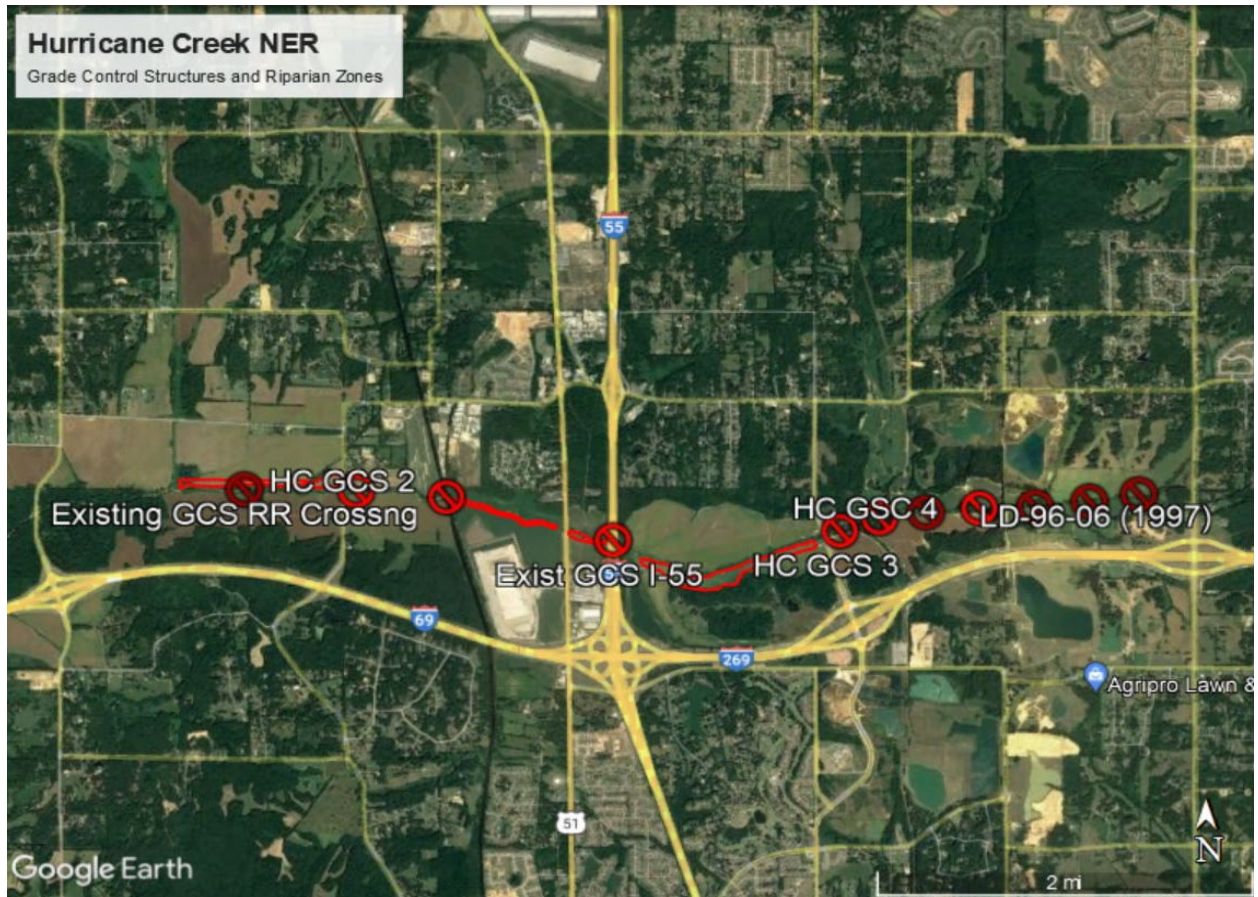 Hurricane Creek NER
Grade Control Structures and Riparian Zones
55
HC GCS 2
Existing GCS RR Crossng
HC GSC 4
LD-96-06 (1997)
Exist GCS I-55
HC GCS 3
69
269
Agripro Lawn &
51
N
Google Earth
2 mi